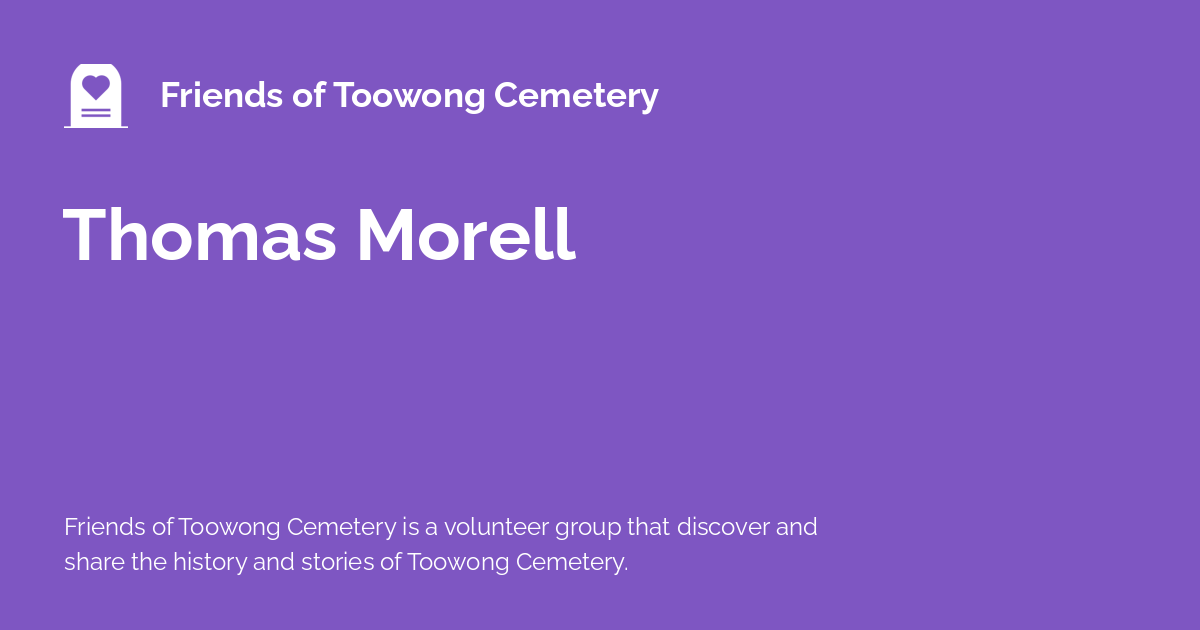 Friends of Toowong Cemetery
Thomas Morell
Friends of Toowong Cemetery is a volunteer group that discover and
share the history and stories of Toowong Cemetery.